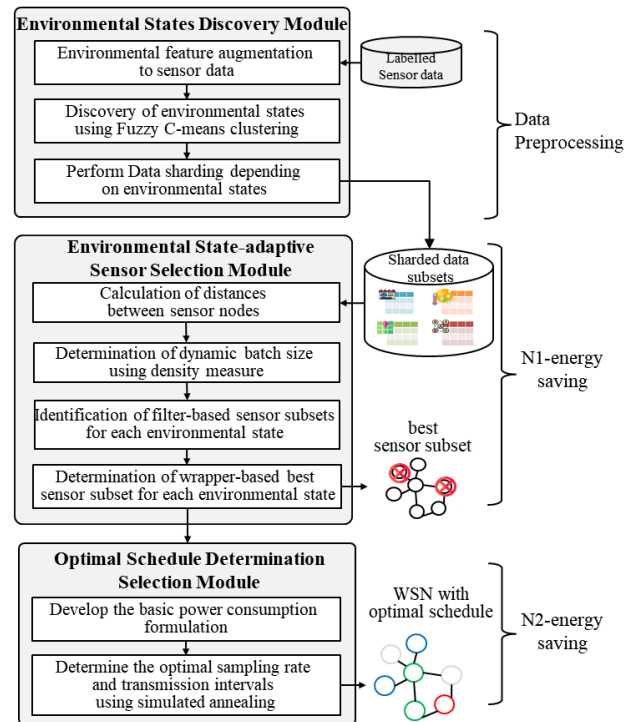 Environmental States Discovery Module
Environmental feature augmentation
to sensor data
Labelled
Sensor data
Discovery of environmental states
using Fuzzy C-means clustering
Perform Data sharding depending
on environmental states
Data
Preprocessing
Environmental State-adaptive
Sensor Selection Module
Sharded data
subsets
Calculation of distances
between sensor nodes
Determination of dynamic batch size
using density measure
Identification of filter-based sensor subsets
for each environmental state
Determination of wrapper-based best
sensor subset for each environmental state
best
sensor subset
N1-energy
saving
Optimal Schedule Determination
Selection Module
Develop the basic power consumption
formulation
Determine the optimal sampling rate
and transmission intervals
using simulated annealing
WSN with
optimal schedule
N2-energy
saving